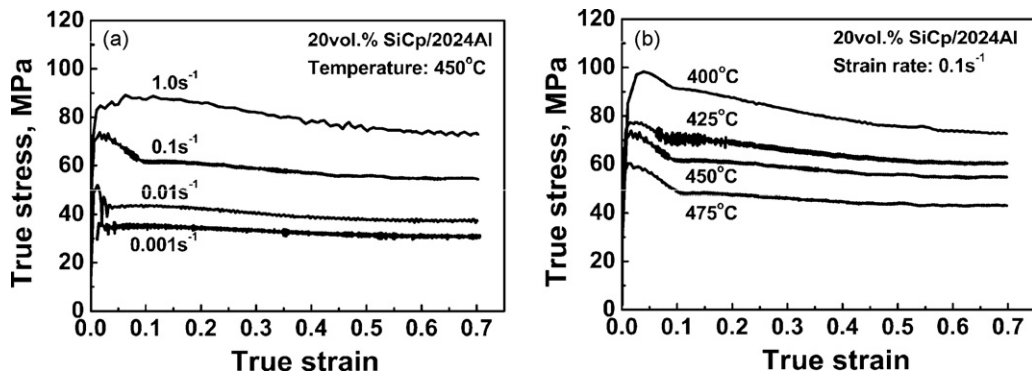 (a)
20vol.% SiCp/2024Al
Temperature: 450°C
1.0s⁻¹
0.1s⁻¹
0.01s⁻¹
0.001s⁻¹
True stress, MPa
120
100
80
60
40
20
0
0.0 0.1 0.2 0.3 0.4 0.5 0.6 0.7
True strain
(b)
20vol.% SiCp/2024Al
Strain rate: 0.1s⁻¹
400°C
425°C
450°C
475°C
True stress, MPa
120
100
80
60
40
20
0
0.0 0.1 0.2 0.3 0.4 0.5 0.6 0.7
True strain